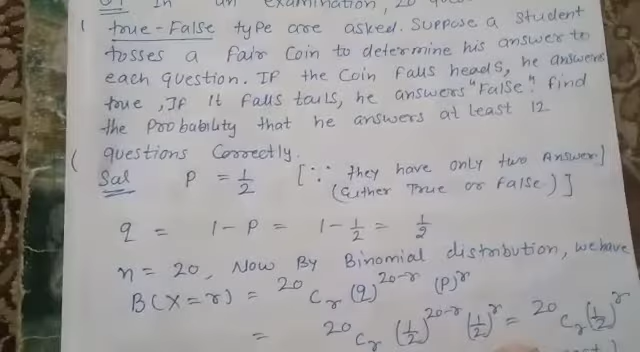 In an examination, 20
true-False type are asked. Suppose a student
tosses a fair Coin to determine his answer to
each question. If the Coin falls heads, he answers
true, If it falls tails, he answers "False". Find
the Probability that he answers at least 12
questions Correctly.
Sol P = 1/2 [∵ they have only two Answer]
(Either True or False)]
q = 1 - P = 1 - 1/2 = 1/2
n = 20, Now By Binomial distribution, we have
B(X=r) = ²⁰Cᵣ (q)²⁰⁻ʳ (P)ʳ
= ²⁰Cᵣ (1/2)²⁰⁻ʳ (1/2)ʳ = ²⁰Cᵣ (1/2)ʳ